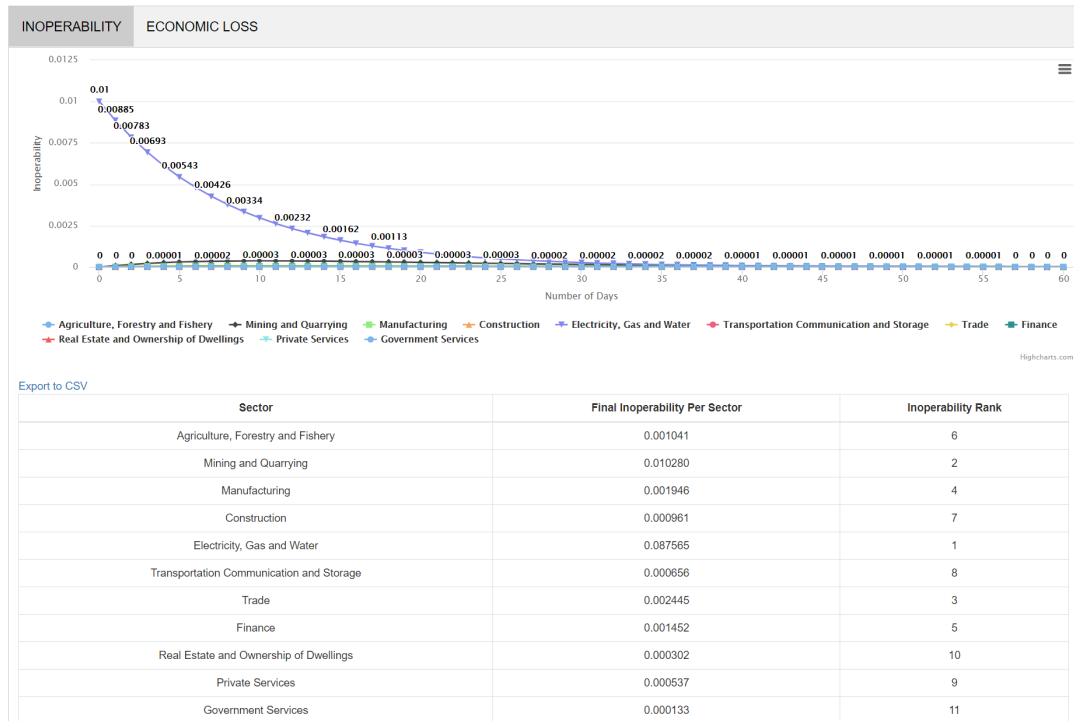 INOPERABILITY ECONOMIC LOSS
0.0125
0.01
0.0075
0.005
0.0025
0
Inoperability
0.01
0.00885
0.00783
0.00693
0.00543
0.00426
0.00334
0.00232
0.00162
0.00113
0 0 0 0.00001 0.00002 0.00003 0.00003 0.00003 0.00003 0.00003 0.00003 0.00002 0.00002 0.00002 0.00002 0.00001 0.00001 0.00001 0.00001 0.00001 0.00001 0 0 0 0
0 5 10 15 20 25 30 35 40 45 50 55 60
Number of Days
Agriculture, Forestry and Fishery Mining and Quarrying Manufacturing Construction Electricity, Gas and Water Transportation Communication and Storage Trade Finance
Real Estate and Ownership of Dwellings Private Services Government Services
Highcharts.com
Export to CSV
Sector Final Inoperability Per Sector Inoperability Rank
Agriculture, Forestry and Fishery 0.001041 6
Mining and Quarrying 0.010280 2
Manufacturing 0.001946 4
Construction 0.000961 7
Electricity, Gas and Water 0.087565 1
Transportation Communication and Storage 0.000656 8
Trade 0.002445 3
Finance 0.001452 5
Real Estate and Ownership of Dwellings 0.000302 10
Private Services 0.000537 9
Government Services 0.000133 11